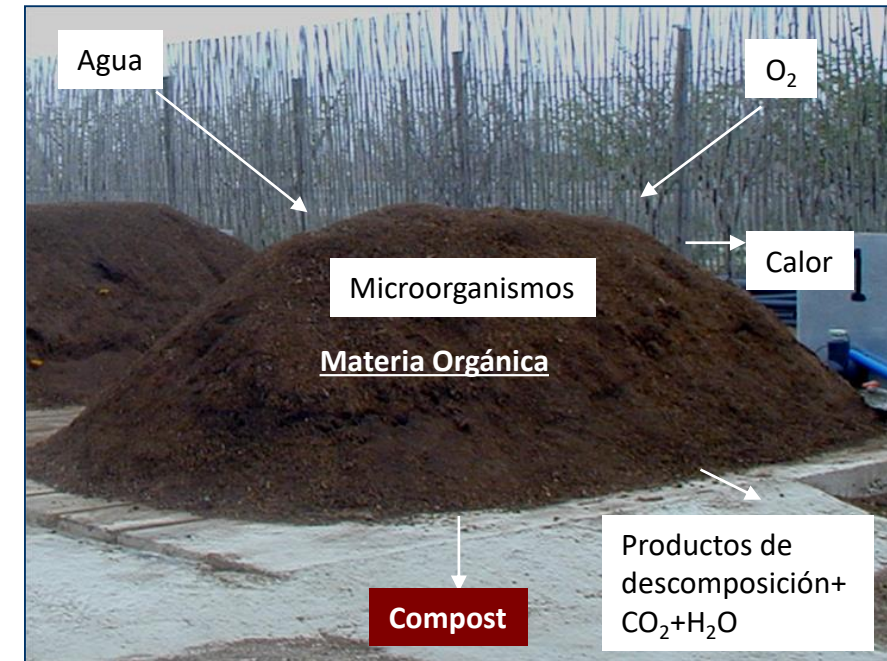 Agua
O₂
Calor
Microorganismos
Materia Orgánica
Productos de
descomposición+
CO₂+H₂O
Compost